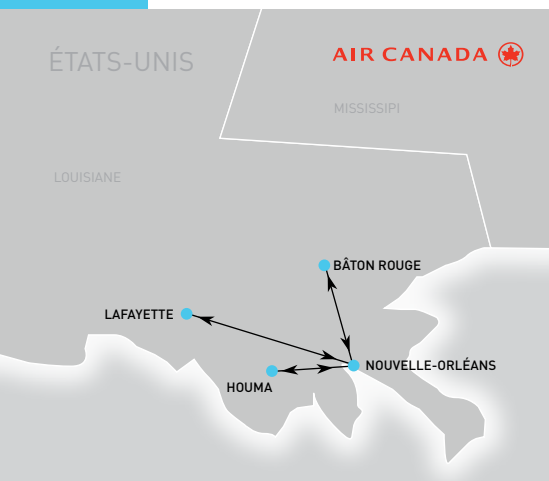 ÉTATS-UNIS
AIR CANADA
MISSISSIPI
LOUISIANE
BÂTON ROUGE
LAFAYETTE
NOUVELLE-ORLÉANS
HOUMA